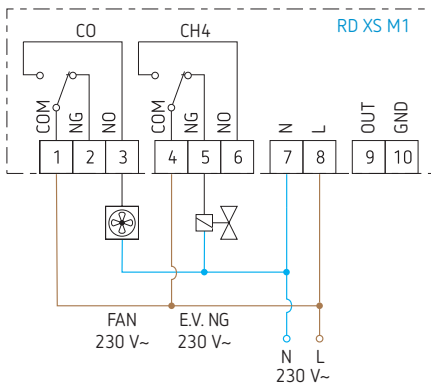 CO CH4 RD XS M1
COM NG NO COM NG NO N L OUT GND
1 2 3 4 5 6 7 8 9 10
FAN E.V. NG
230 V~ 230 V~
N L
230 V~